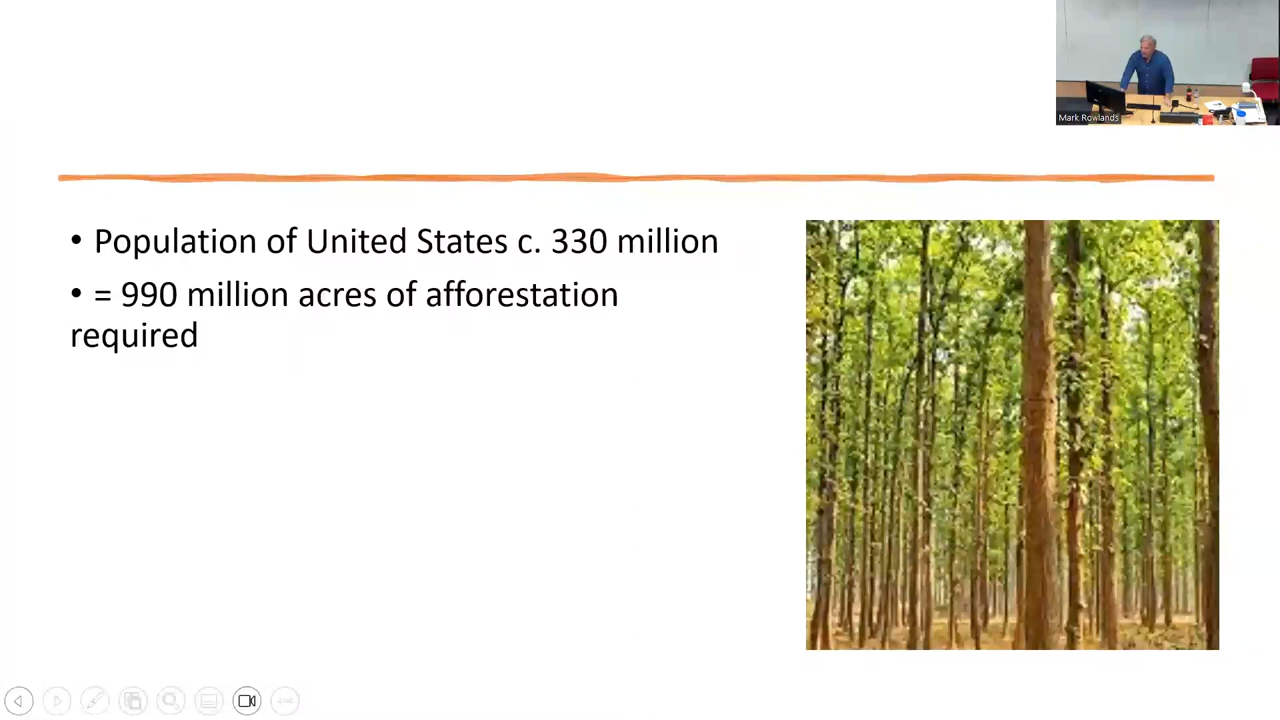 Mark Rowlands
• Population of United States c. 330 million
• = 990 million acres of afforestation
required